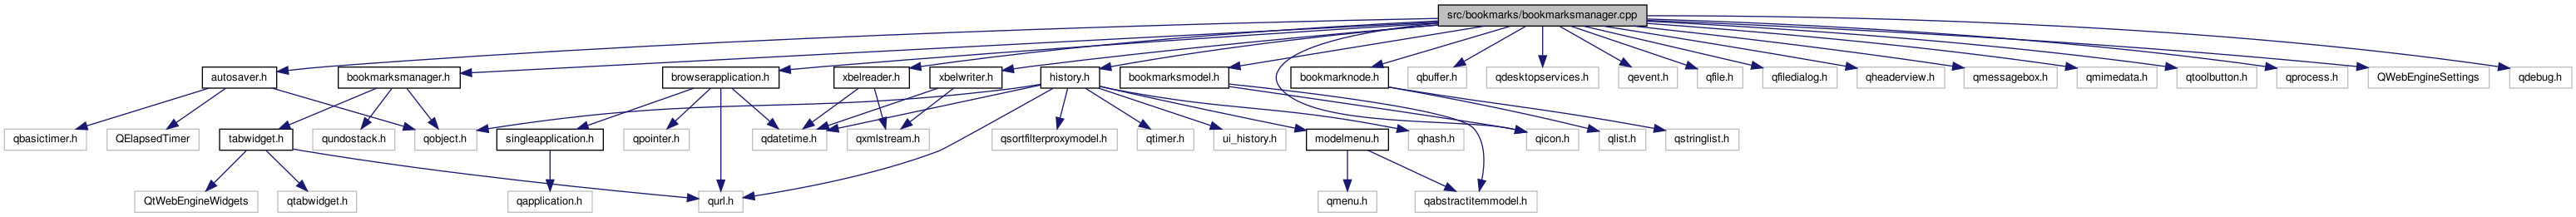 src/bookmarks/bookmarksmanager.cpp
autosaver.h
bookmarksmanager.h
browserapplication.h
xbelreader.h
xbelwriter.h
history.h
bookmarksmodel.h
bookmarknode.h
qbuffer.h
qdesktopservices.h
qevent.h
qfile.h
qfiledialog.h
qheaderview.h
qmessagebox.h
qmimedata.h
qtoolbutton.h
qprocess.h
QWebEngineSettings
qdebug.h
qbasictimer.h
QElapsedTimer
tabwidget.h
qundostack.h
qobject.h
singleapplication.h
qpointer.h
qdatetime.h
qxmlstream.h
qsortfilterproxymodel.h
qtimer.h
ui_history.h
modelmenu.h
qhash.h
qicon.h
qlist.h
qstringlist.h
QtWebEngineWidgets
qtabwidget.h
qapplication.h
qurl.h
qmenu.h
qabstractitemmodel.h